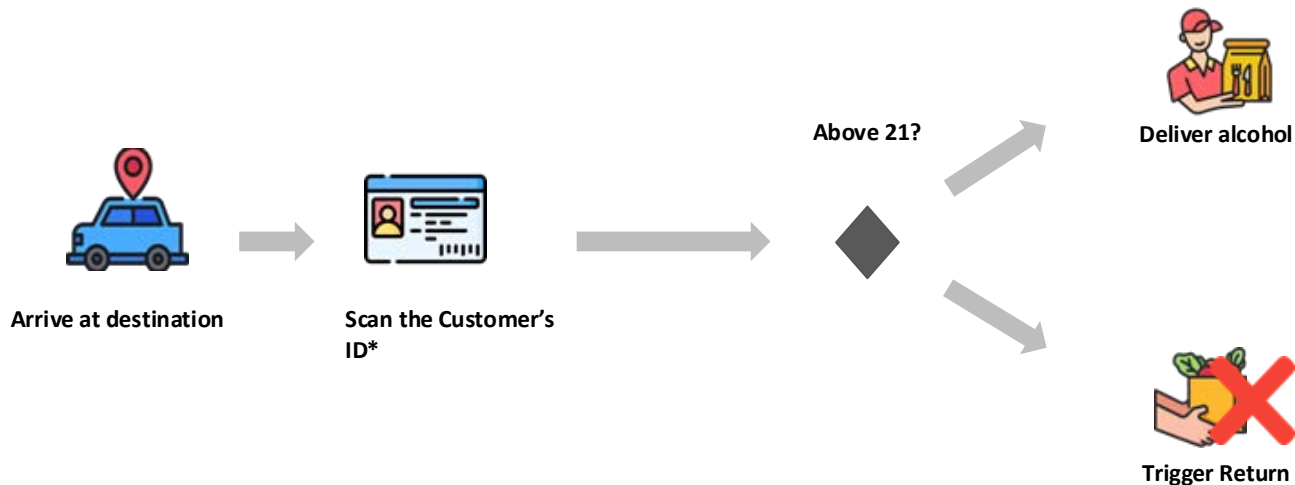 Above 21?
Deliver alcohol
Arrive at destination
Scan the Customer's
ID*
Trigger Return